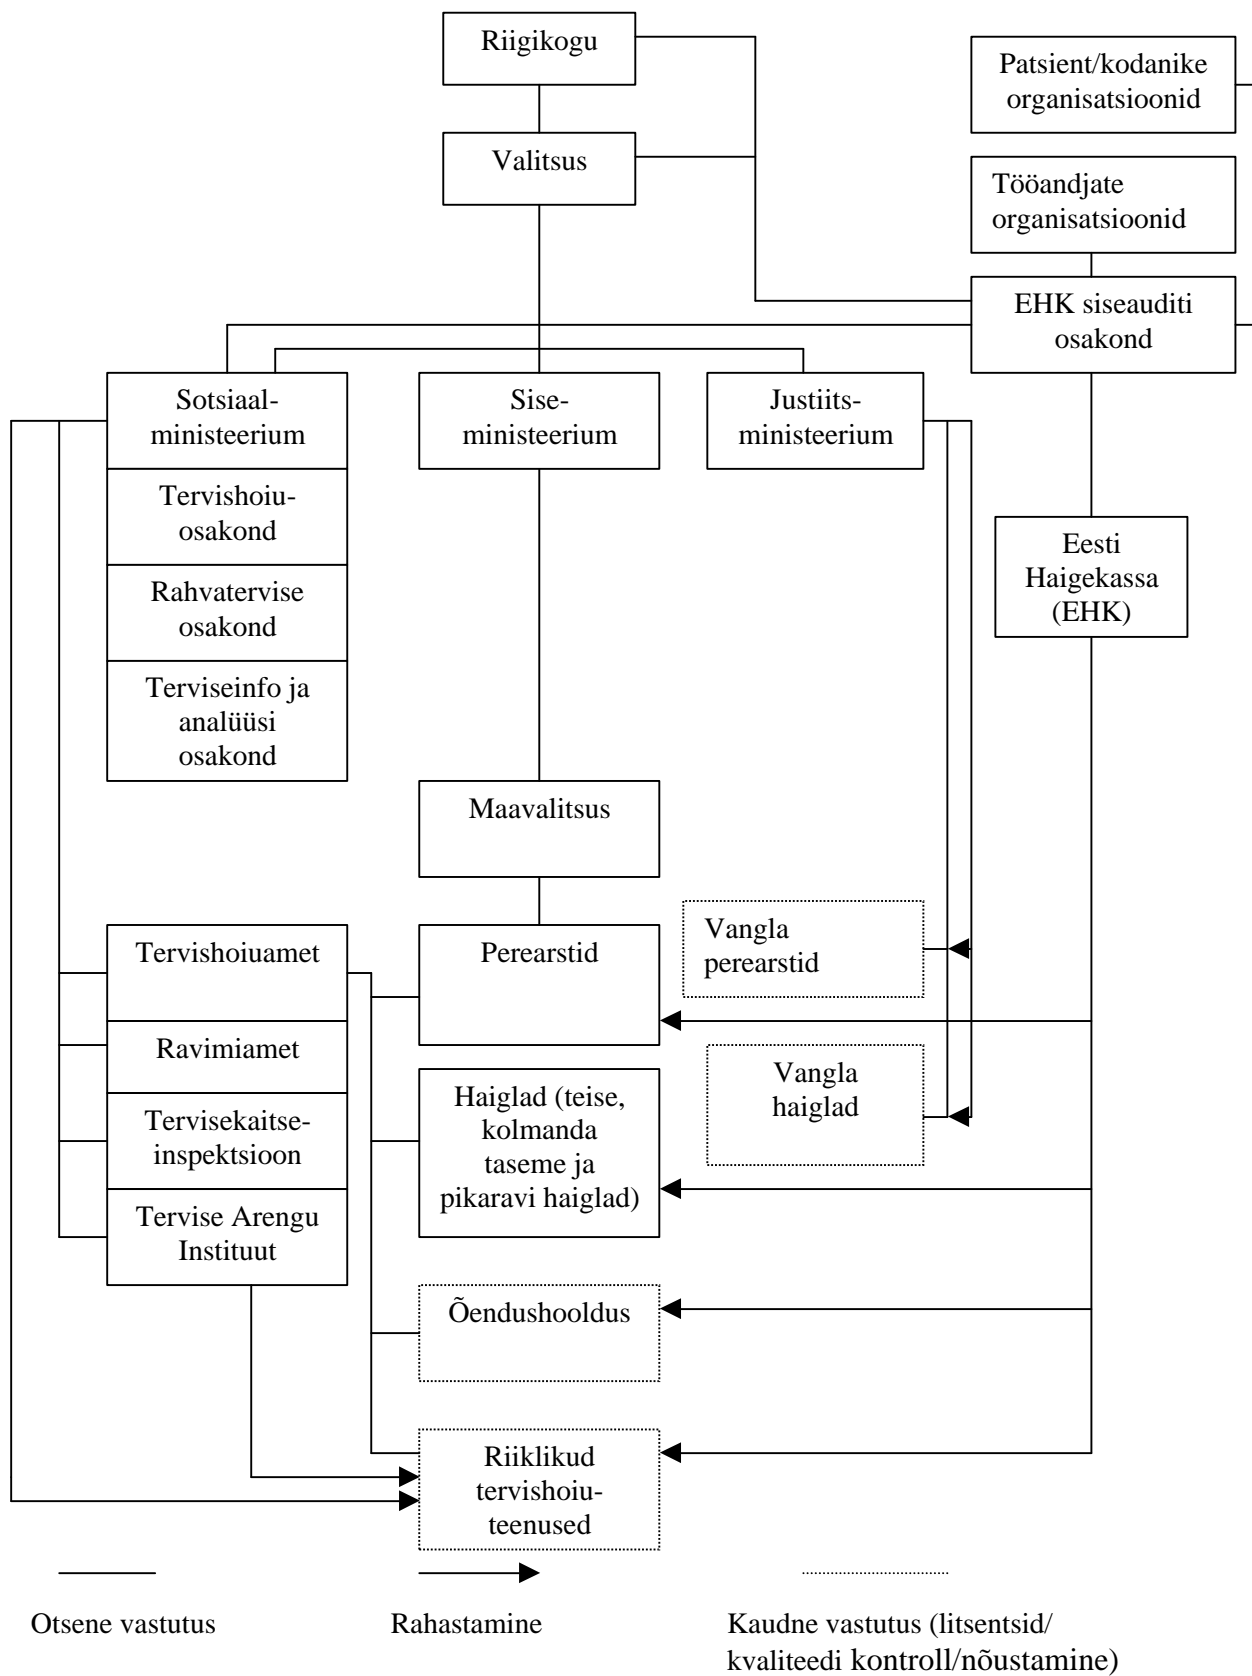 Riigikogu
Patsient/kodanike
organisatsioonid
Valitsus
Tööandjate
organisatsioonid
EHK siseauditi
osakond
Sotsiaal-
ministeerium
Sise-
ministeerium
Justiits-
ministeerium
Tervishoiu-
osakond
Rahvatervise
osakond
Terviseinfo ja
analüüsi
osakond
Eesti
Haigekassa
(EHK)
Maavalitsus
Tervishoiuamet
Perearstid
Vangla
perearstid
Ravimiamet
Tervisekaitse-
inspektsioon
Tervise Arengu
Instituut
Haiglad (teise,
kolmanda
taseme ja
pikaravi haiglad)
Vangla
haiglad
Õendushooldus
Riiklikud
tervishoiu-
teenused
Otsene vastutus
Rahastamine
Kaudne vastutus (litsentsid/
kvaliteedi kontroll/nõustamine)